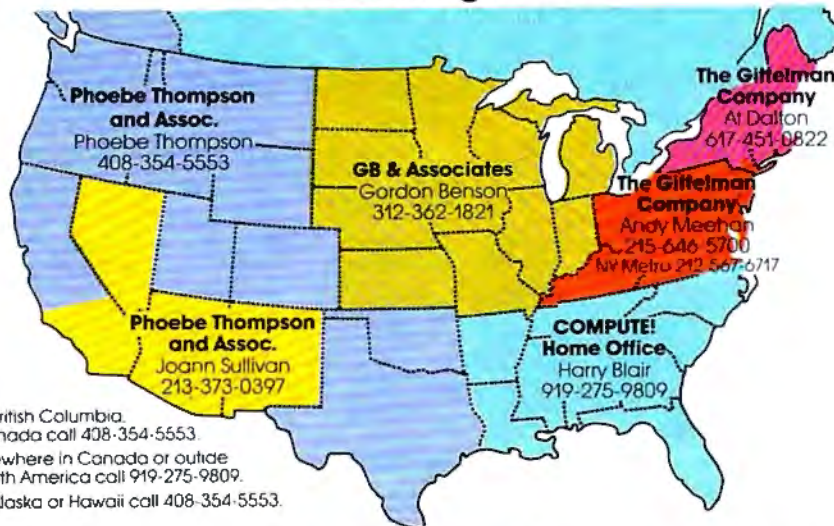 Phoebe Thompson
and Assoc.
Phoebe Thompson
408-354-5553
GB & Associates
Gordon Benson
312-362-1821
The Gittelman
Company
At Dalton
617-451-0822
The Gittelman
Company
Andy Meehan
215-646-5700
NY Metro 212-567-6717
Phoebe Thompson
and Assoc.
Joann Sullivan
213-373-0397
COMPUTE!
Home Office
Harry Blair
919-275-9809
ritish Columbia,
nada call 408-354-5553.
where in Canada or outide
th America call 919-275-9809.
laska or Hawaii call 408-354-5553.